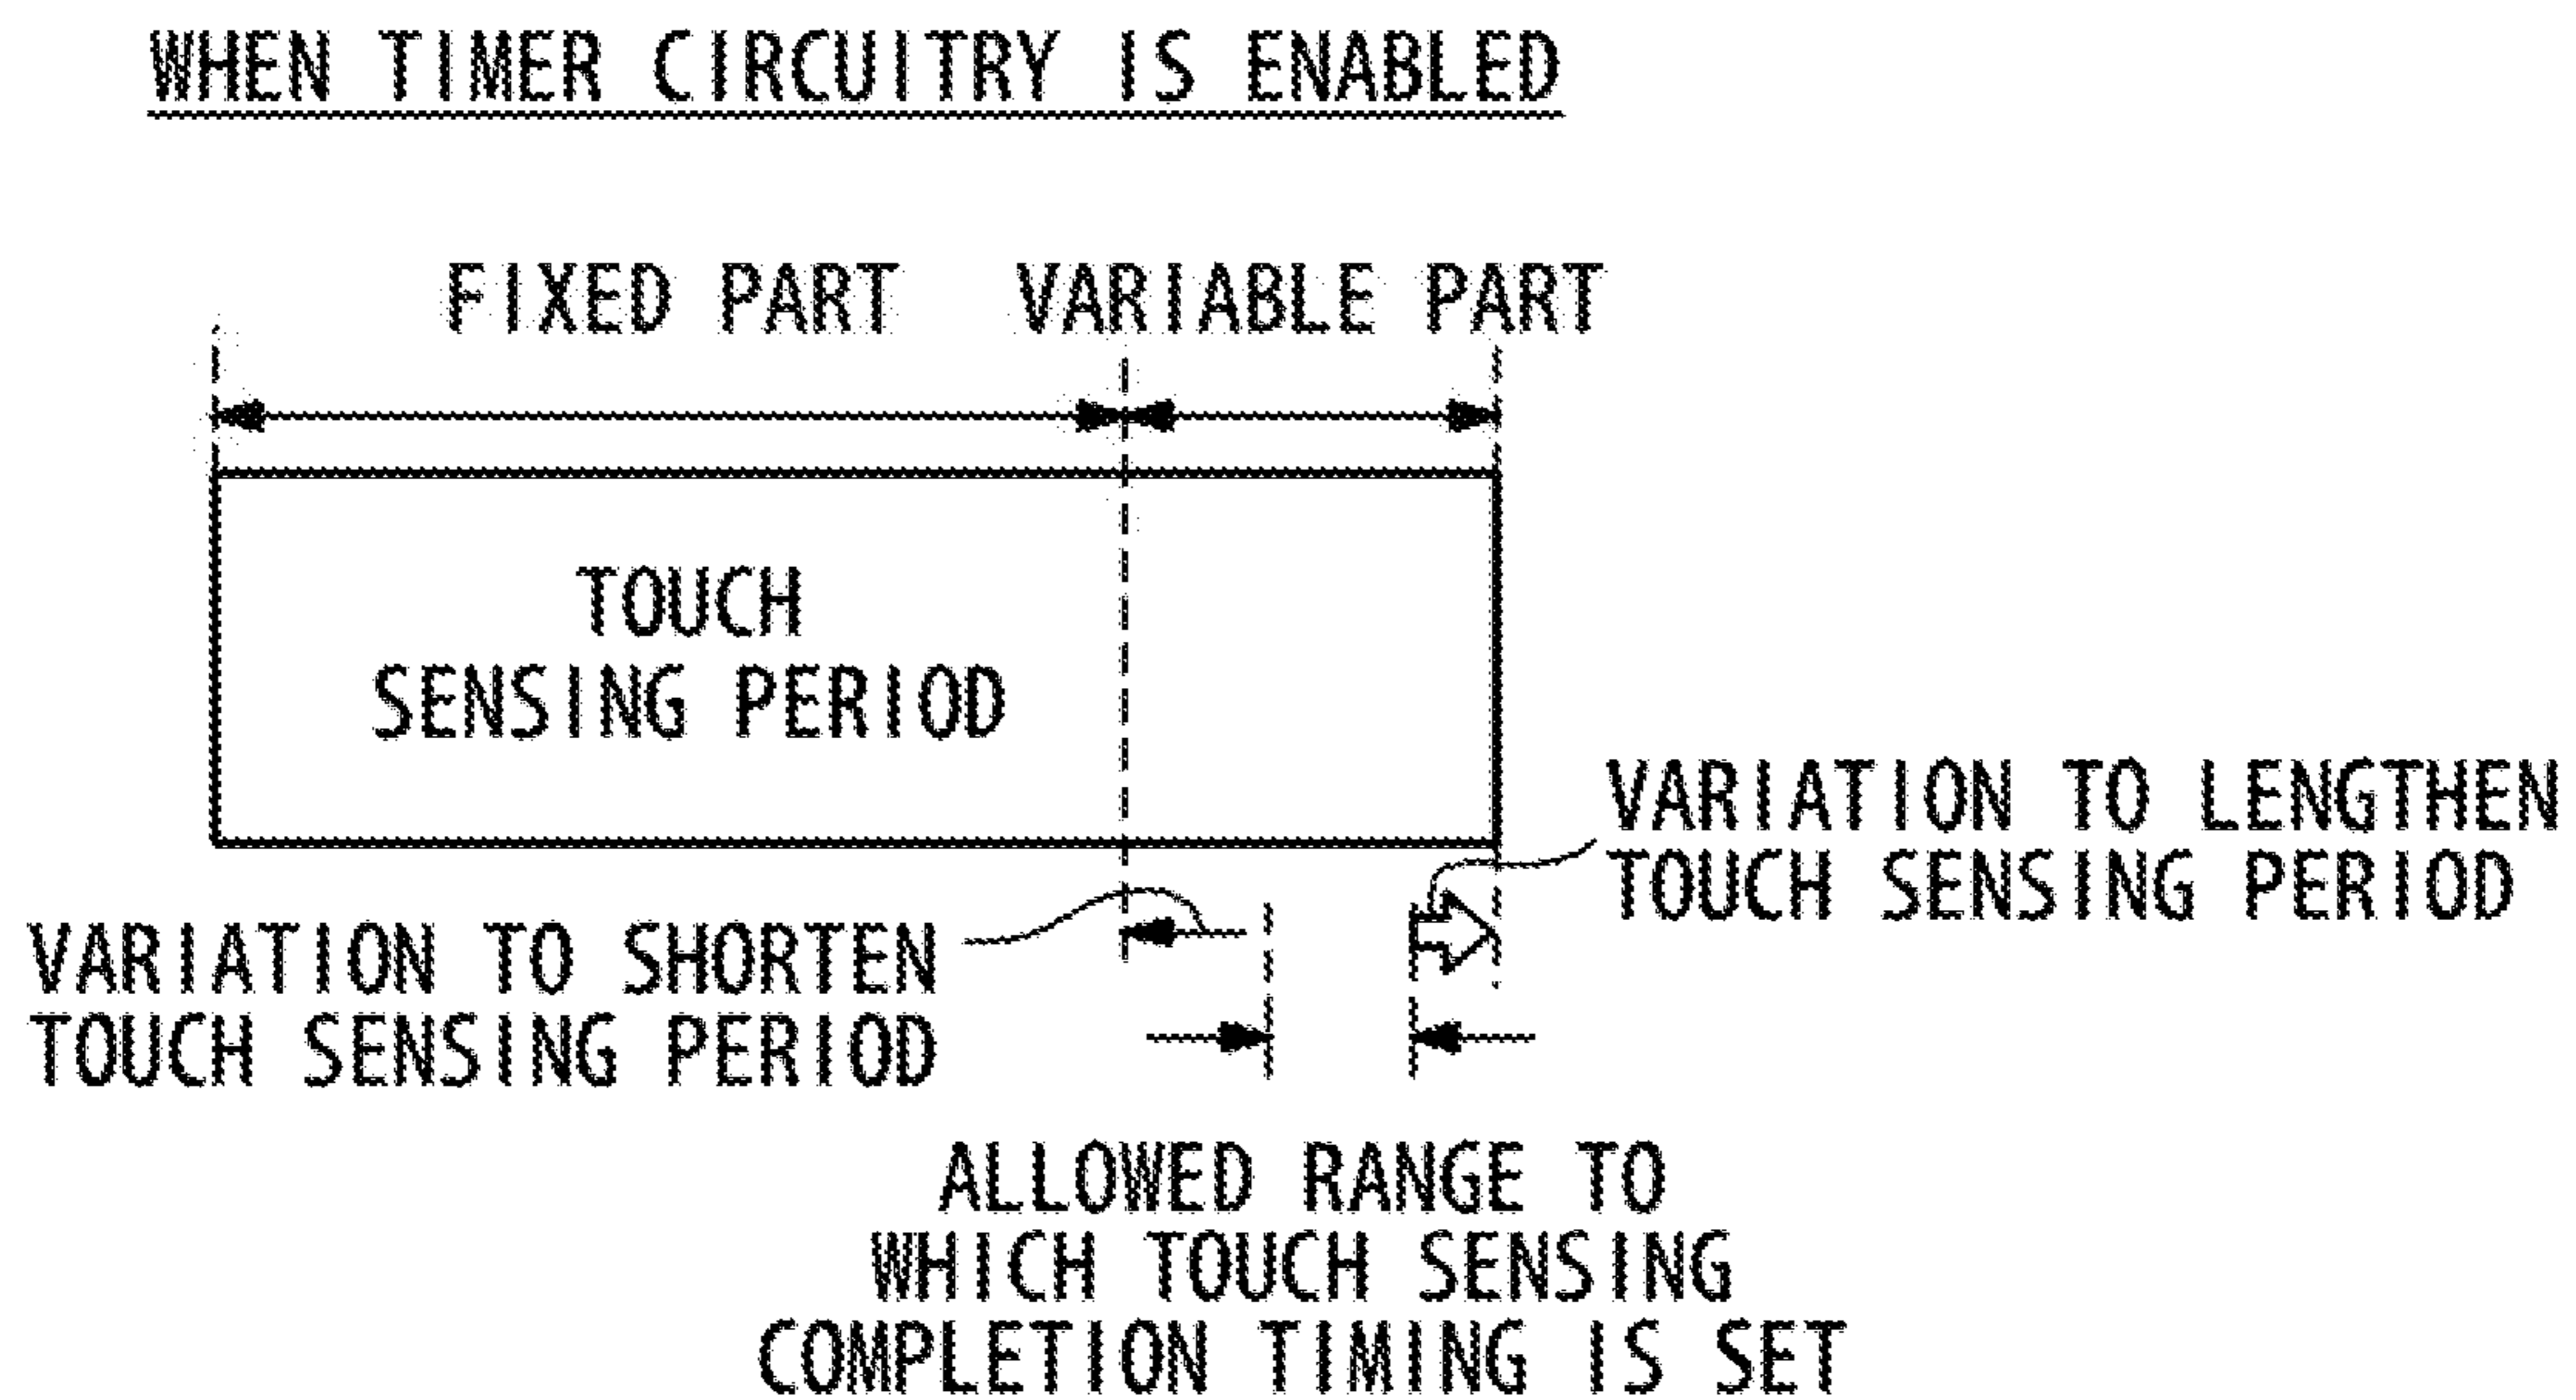 WHEN TIMER CIRCUITRY IS ENABLED
FIXED PART
VARIABLE PART
TOUCH
SENSING PERIOD
VARIATION TO LENGTHEN
TOUCH SENSING PERIOD
VARIATION TO SHORTEN
TOUCH SENSING PERIOD
ALLOWED RANGE TO
WHICH TOUCH SENSING
COMPLETION TIMING IS SET